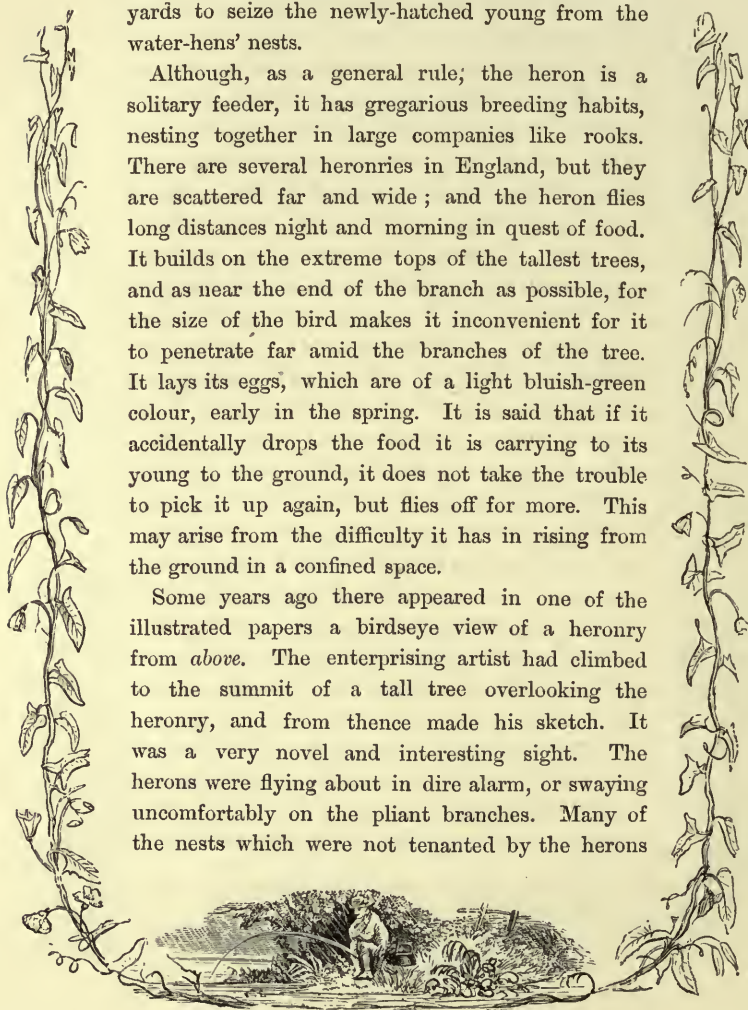 yards to seize the newly-hatched young from the
water-hens' nests.
Although, as a general rule; the heron is a
solitary feeder, it has gregarious breeding habits,
nesting together in large companies like rooks.
There are several heronries in England, but they
are scattered far and wide ; and the heron flies
long distances night and morning in quest of food.
It builds on the extreme tops of the tallest trees,
and as near the end of the branch as possible, for
the size of the bird makes it inconvenient for it
to penetrate far amid the branches of the tree.
It lays its eggs, which are of a light bluish-green
colour, early in the spring. It is said that if it
accidentally drops the food it is carrying to its
young to the ground, it does not take the trouble
to pick it up again, but flies off for more. This
may arise from the difficulty it has in rising from
the ground in a confined space.
Some years ago there appeared in one of the
illustrated papers a birdseye view of a heronry
from above. The enterprising artist had climbed
to the summit of a tall tree overlooking the
heronry, and from thence made his sketch. It
was a very novel and interesting sight. The
herons were flying about in dire alarm, or swaying
uncomfortably on the pliant branches. Many of
the nests which were not tenanted by the herons